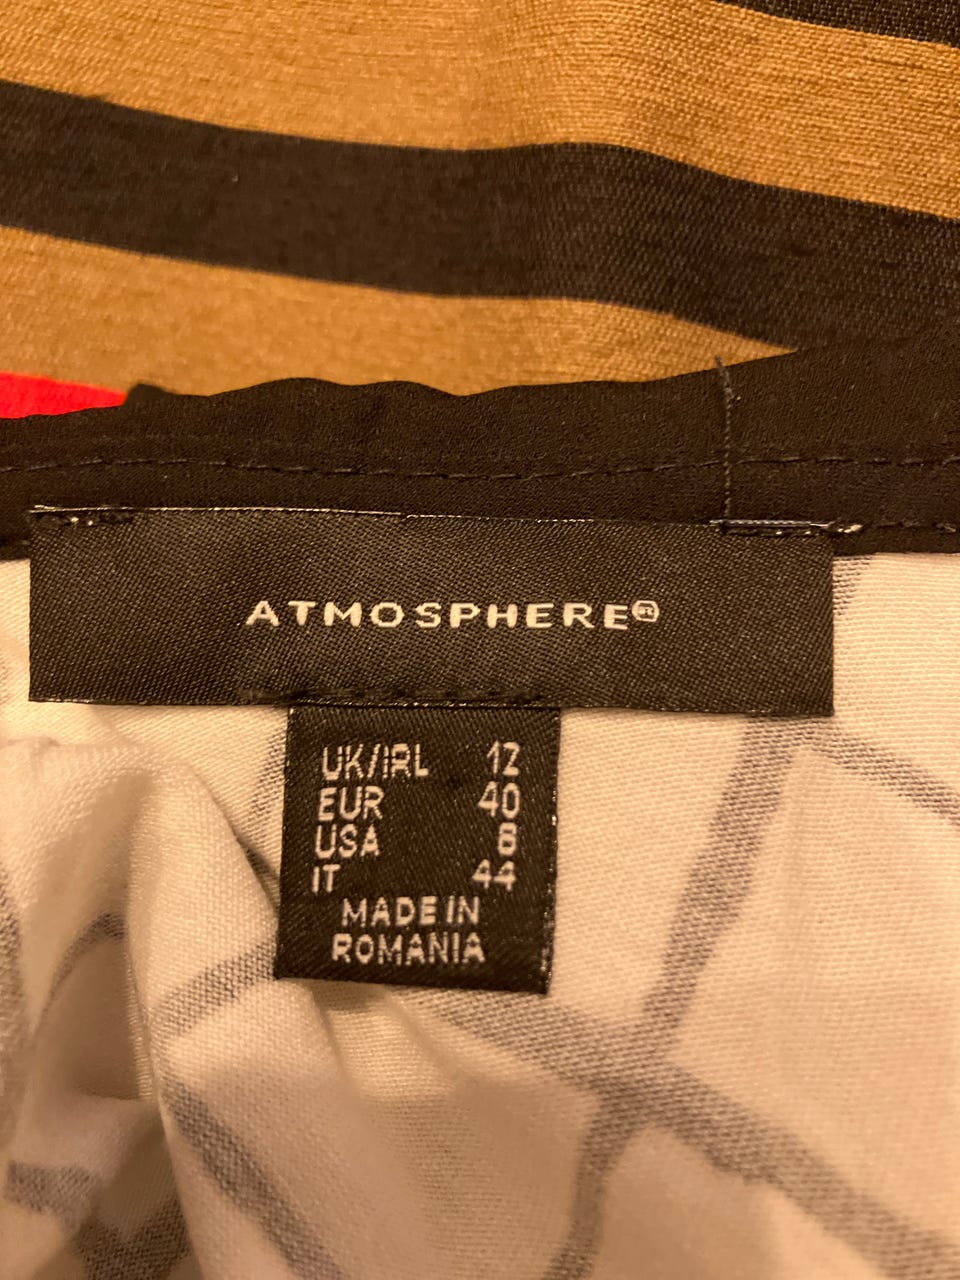 ATMOSPHERE®
UK/IRL 12
EUR 40
USA 8
IT 44
MADE IN
ROMANIA